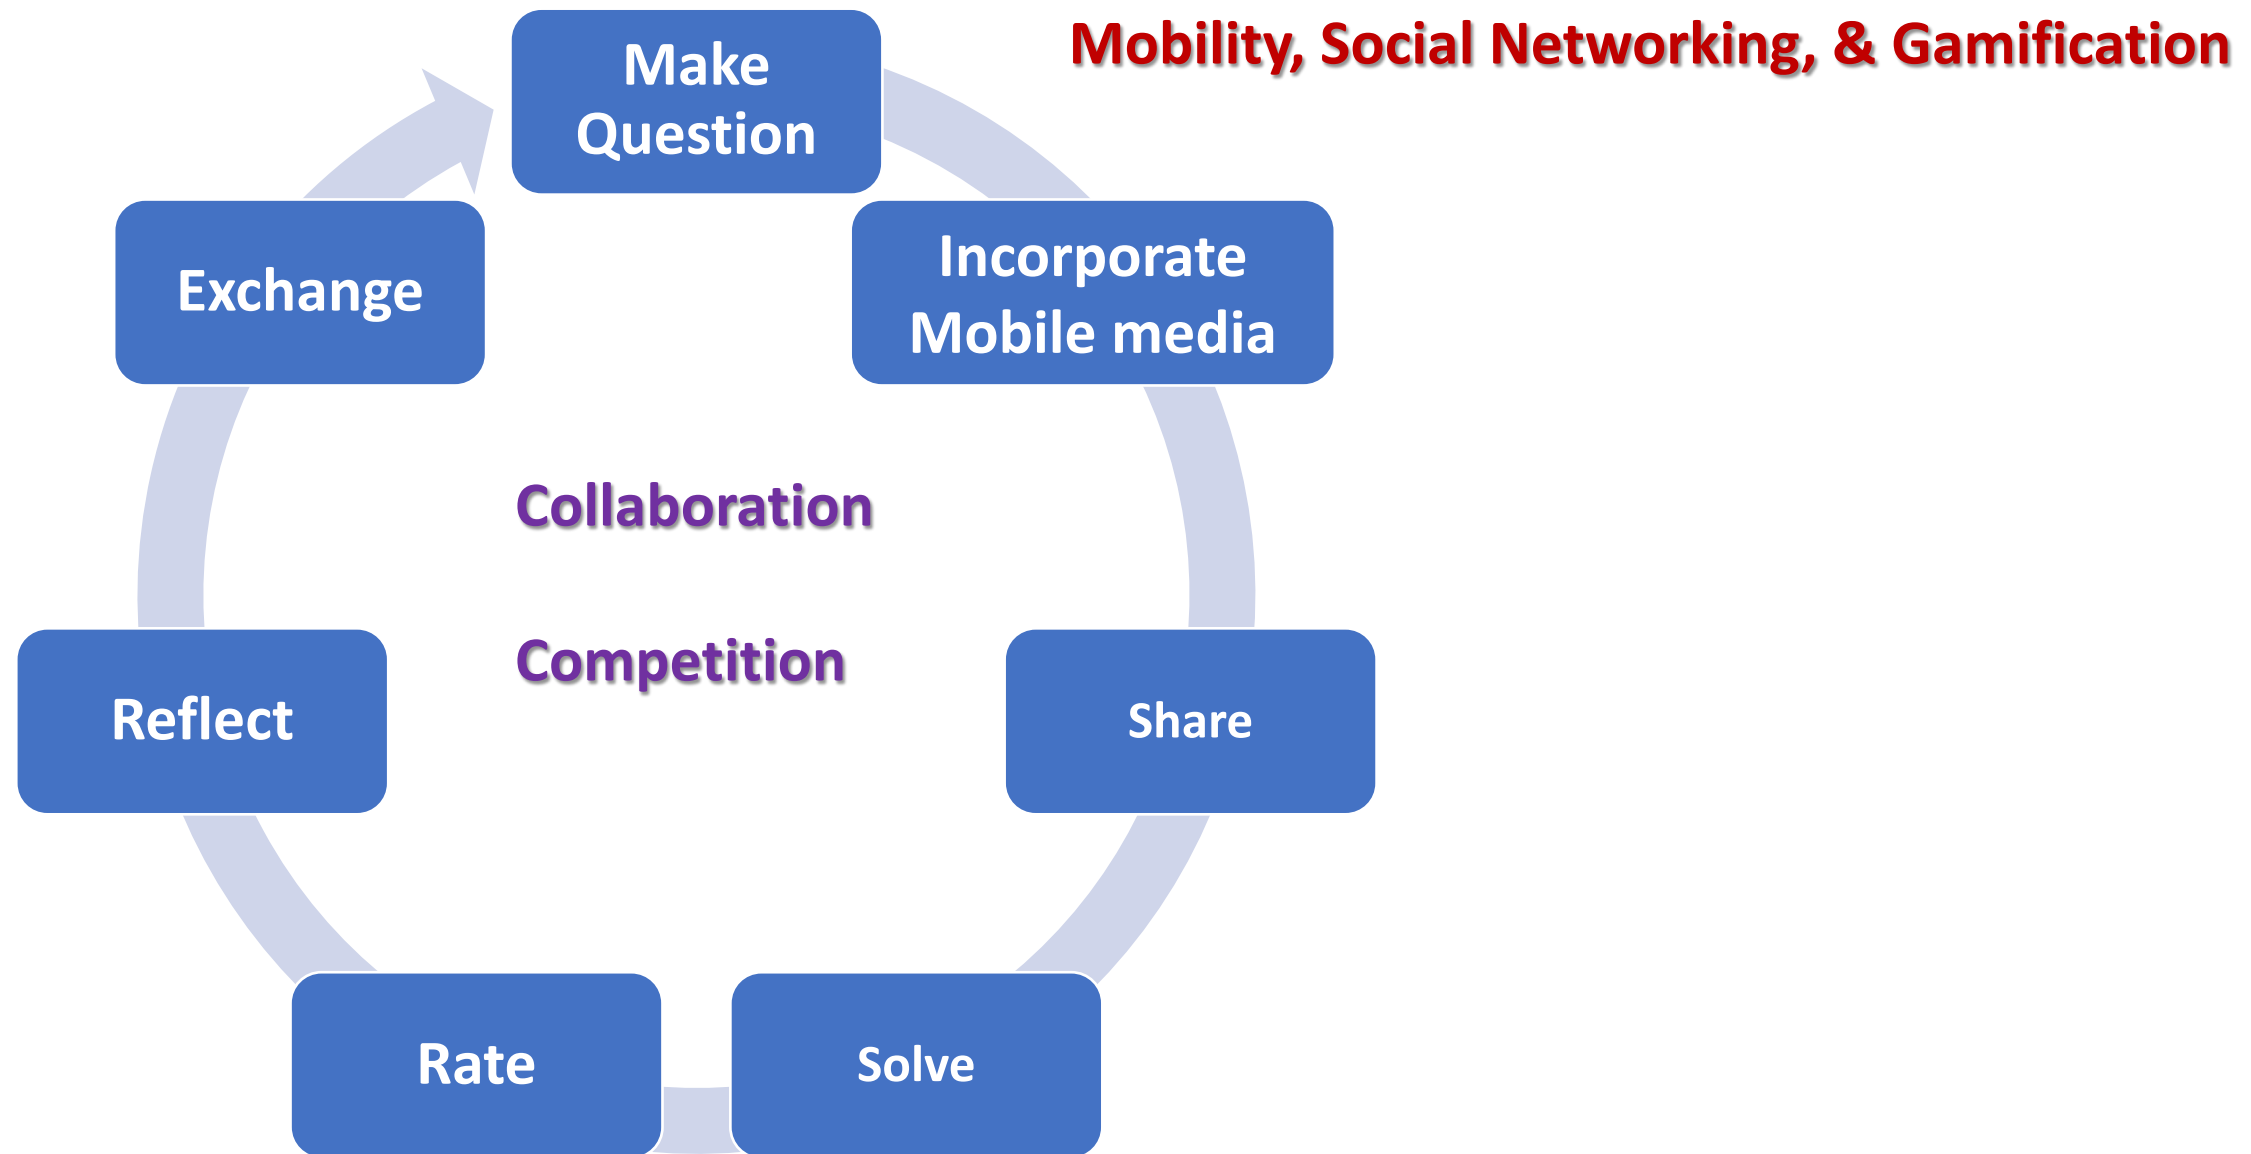 Mobility, Social Networking, & Gamification
Make
Question
Incorporate
Mobile media
Share
Solve
Rate
Reflect
Exchange
Collaboration
Competition